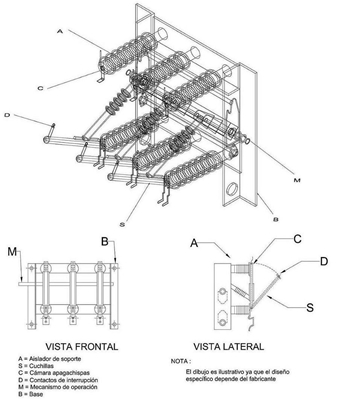 A
C
D
M
S
B
A
C
B
D
M
S
VISTA FRONTAL
VISTA LATERAL
A = Aislador de soporte
S = Cuchillas
C = Cámara apagachispas
D = Contactos de interrupción
M = Mecanismo de operación
B = Base
NOTA :
El dibujo es ilustrativo ya que el diseño
específico depende del fabricante